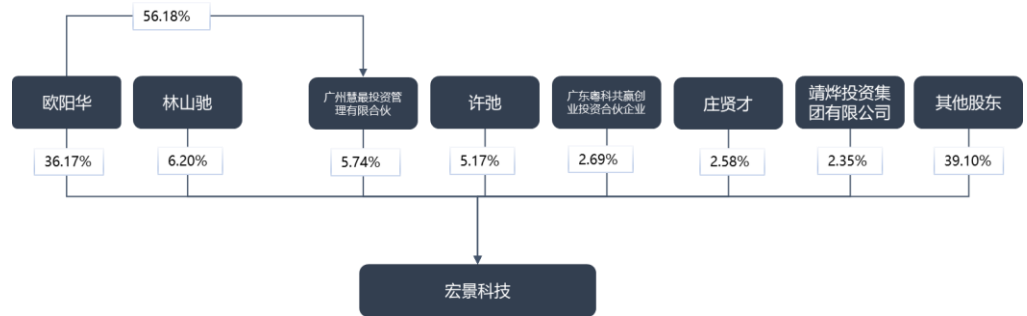 56.18%
欧阳华
林山驰
广州慧最投资管
理有限合伙
许驰
广东粤科共赢创
业投资合伙企业
庄贤才
靖烨投资集
团有限公司
其他股东
36.17%
6.20%
5.74%
5.17%
2.69%
2.58%
2.35%
39.10%
宏景科技